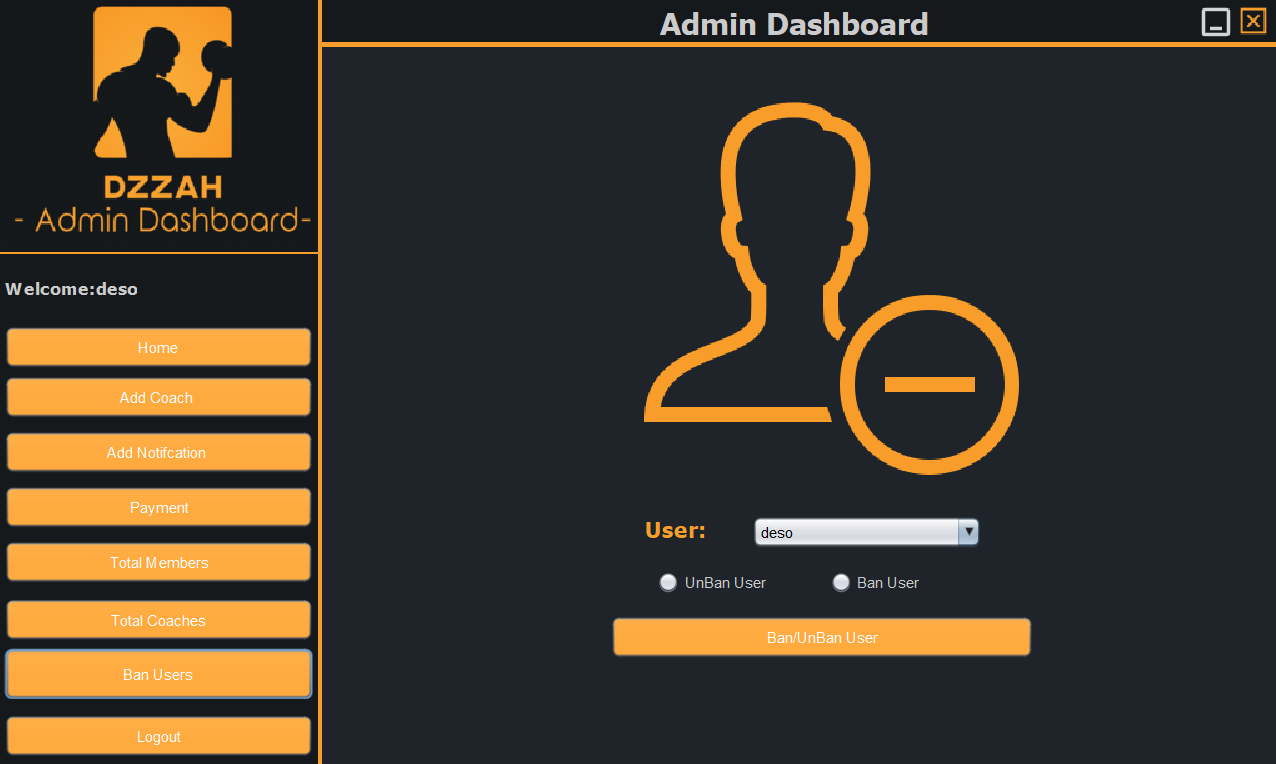 DZZAH
- Admin Dashboard-
Welcome:deso
Home
Add Coach
Add Notifcation
Payment
Total Members
Total Coaches
Ban Users
Logout
Admin Dashboard
User:
deso
UnBan User
Ban User
Ban/UnBan User